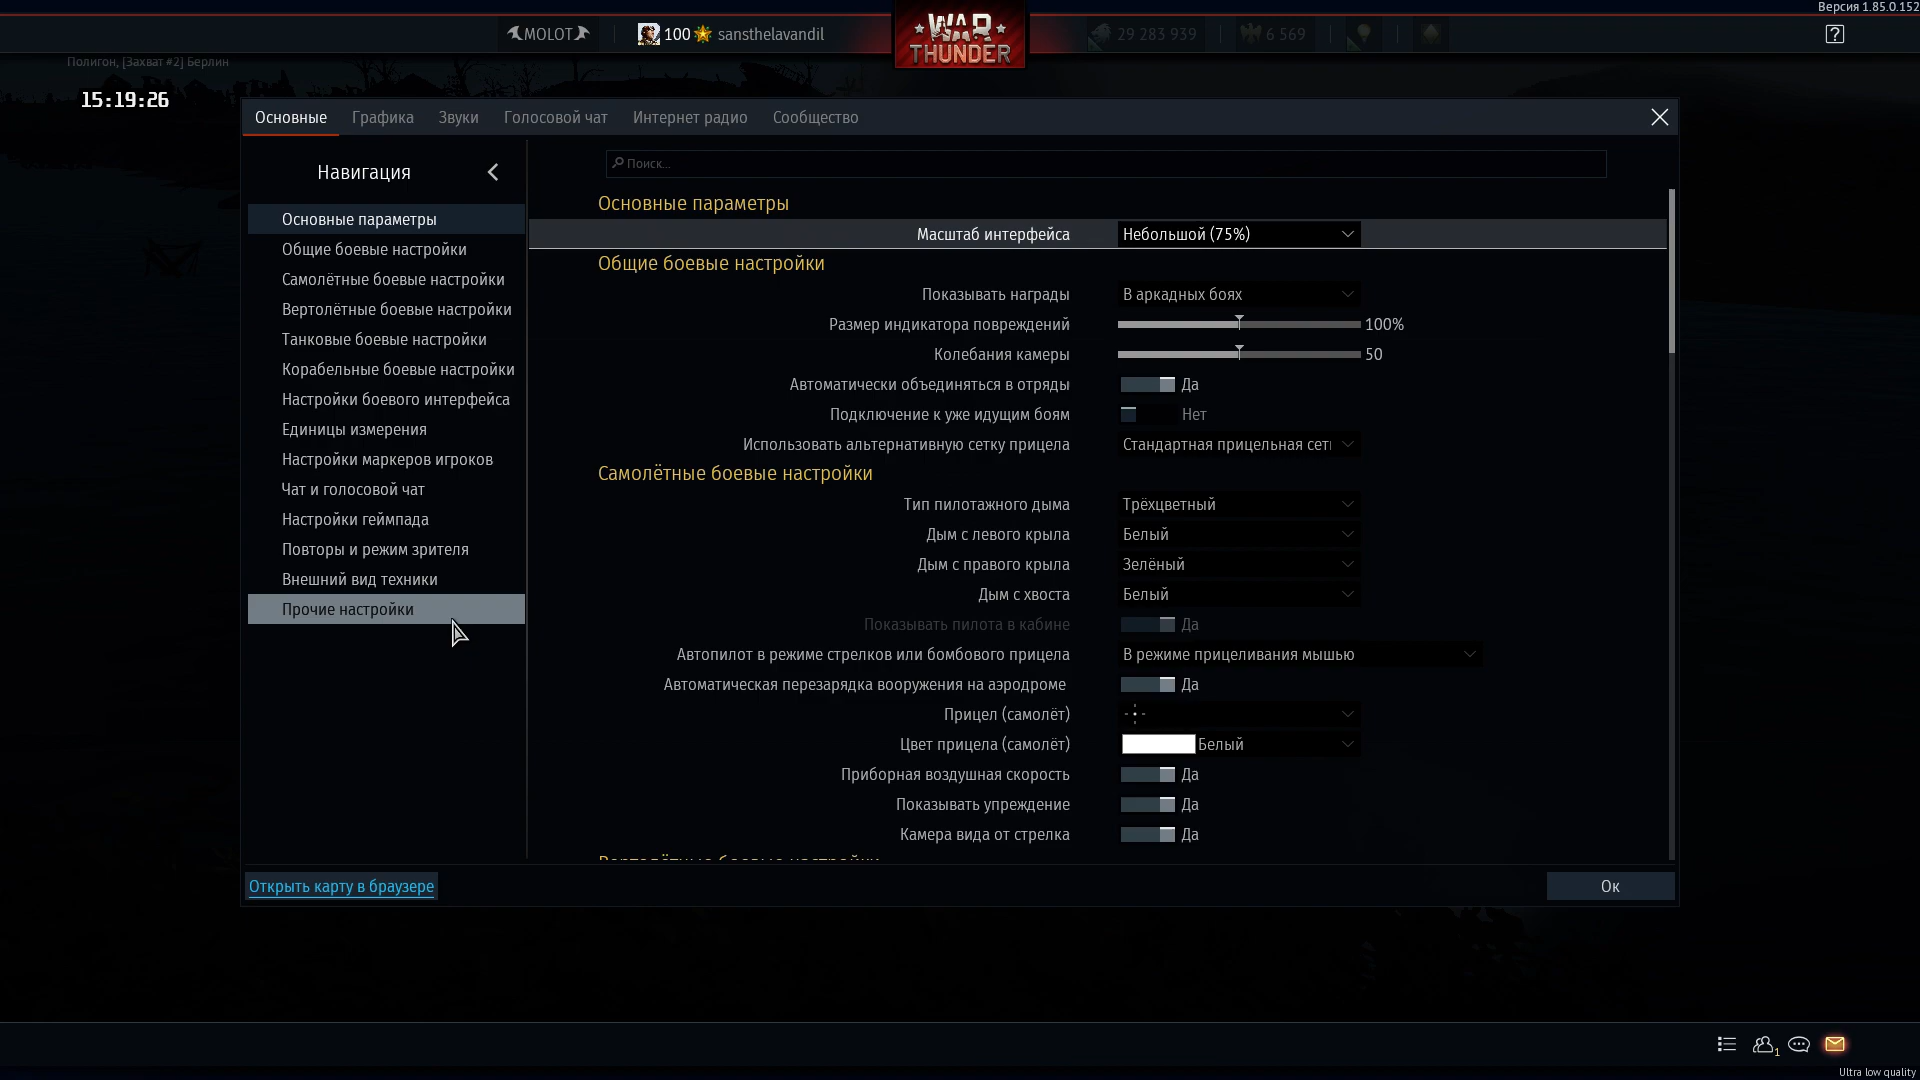 Версия 1.85.0.152
MOLOT
100 sansthelavandil
WAR THUNDER
29 283 939
6 569
Полигон, [Захват #2] Берлин
15:19:26
Основные Графика Звуки Голосовой чат Интернет радио Сообщество
Навигация
Поиск...
Основные параметры
Общие боевые настройки
Самолётные боевые настройки
Вертолётные боевые настройки
Танковые боевые настройки
Корабельные боевые настройки
Настройки боевого интерфейса
Единицы измерения
Настройки маркеров игроков
Чат и голосовой чат
Настройки геймпада
Повторы и режим зрителя
Внешний вид техники
Прочие настройки
Основные параметры
Масштаб интерфейса Небольшой (75%)
Общие боевые настройки
Показывать награды В аркадных боях
Размер индикатора повреждений 100%
Колебания камеры 50
Автоматически объединяться в отряды Да
Подключение к уже идущим боям Нет
Использовать альтернативную сетку прицела Стандартная прицельная сет
Самолётные боевые настройки
Тип пилотажного дыма Трёхцветный
Дым с левого крыла Белый
Дым с правого крыла Зелёный
Дым с хвоста Белый
Показывать пилота в кабине Да
Автопилот в режиме стрелков или бомбового прицела В режиме прицеливания мышью
Автоматическая перезарядка вооружения на аэродроме Да
Прицел (самолёт)
Цвет прицела (самолёт) Белый
Приборная воздушная скорость Да
Показывать упреждение Да
Камера вида от стрелка Да
Вертолётные боевые настройки
Открыть карту в браузере
Ок
1
Ultra low quality